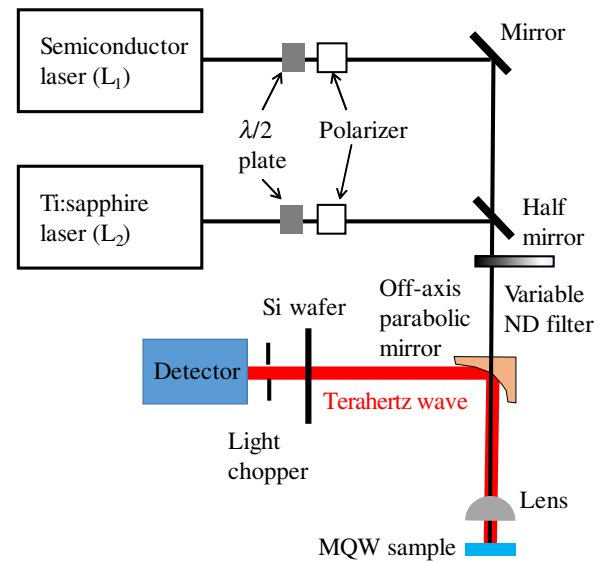 Semiconductor
laser (L₁)
Mirror
λ/2
plate
Polarizer
Ti:sapphire
laser (L₂)
Half
mirror
Variable
ND filter
Off-axis
parabolic
mirror
Si wafer
Detector
Terahertz wave
Light
chopper
Lens
MQW sample